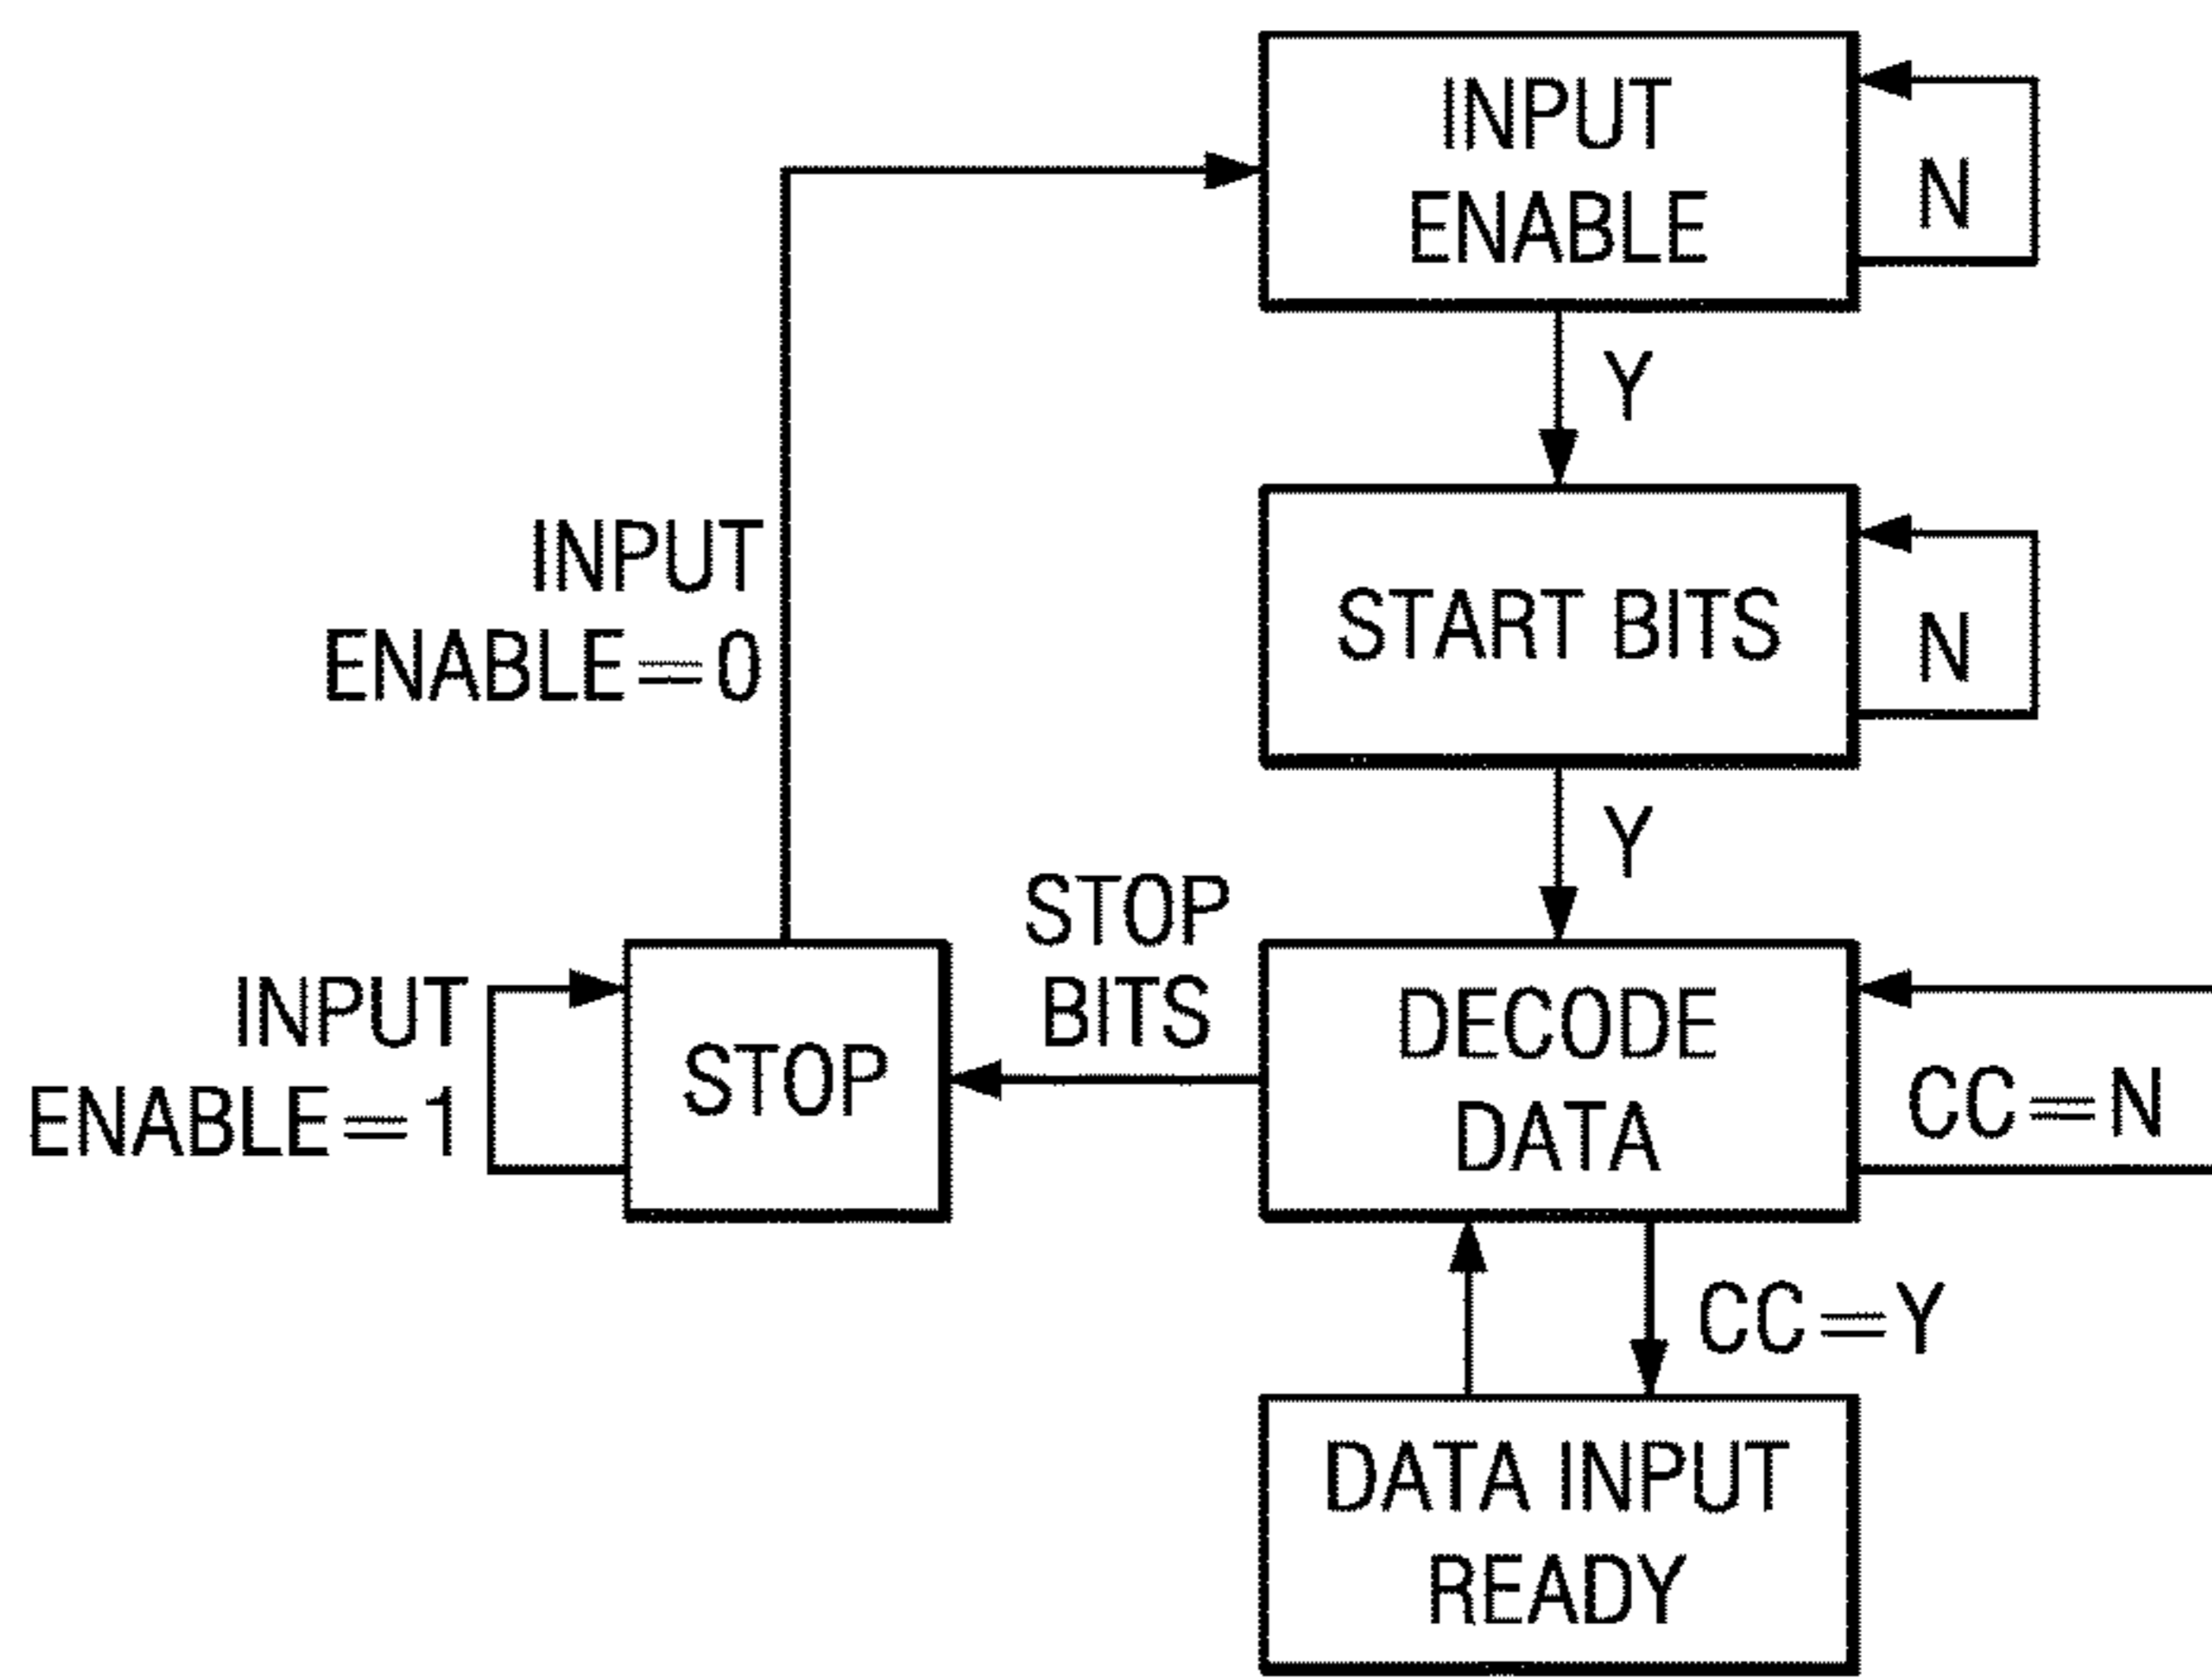 INPUT
ENABLE
N
Y
INPUT
ENABLE=0
START BITS
N
Y
STOP
BITS
INPUT
ENABLE=1
STOP
DECODE
DATA
CC=N
CC=Y
DATA INPUT
READY